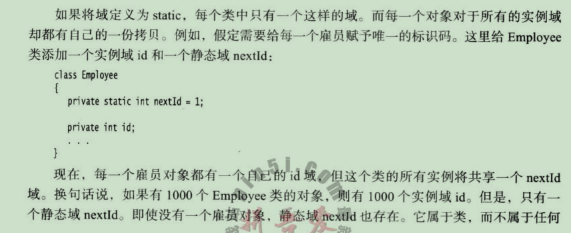 如果将域定义为 static，每个类中只有一个这样的域。而每一个对象对于所有的实例域
却都有自己的一份拷贝。例如，假定需要给每一个雇员赋予唯一的标识码。这里给 Employee
类添加一个实例域 id 和一个静态域 nextId：
class Employee
{
private static int nextId = 1;
private int id;
. . .
}
现在，每一个雇员对象都有一个自己的 id 域，但这个类的所有实例将共享一个 nextId
域。换句话说，如果有 1000 个 Employee 类的对象，则有 1000 个实例域 id。但是，只有一
个静态域 nextId。即使没有一个雇员对象，静态域 nextId 也存在。它属于类，而不属于任何